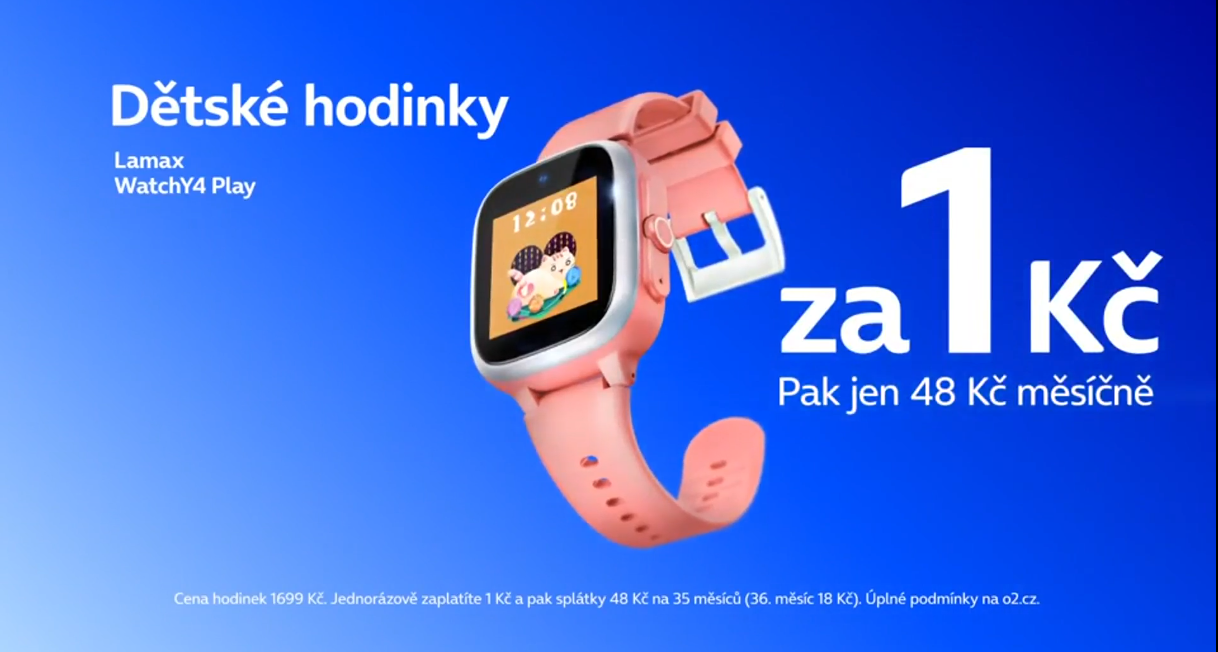 Dětské hodinky
Lamax
WatchY4 Play
12:08
za 1 Kč
Pak jen 48 Kč měsíčně
Cena hodinek 1699 Kč. Jednorázově zaplatíte 1 Kč a pak splátky 48 Kč na 35 měsíců (36. měsíc 18 Kč). Úplné podmínky na o2.cz.